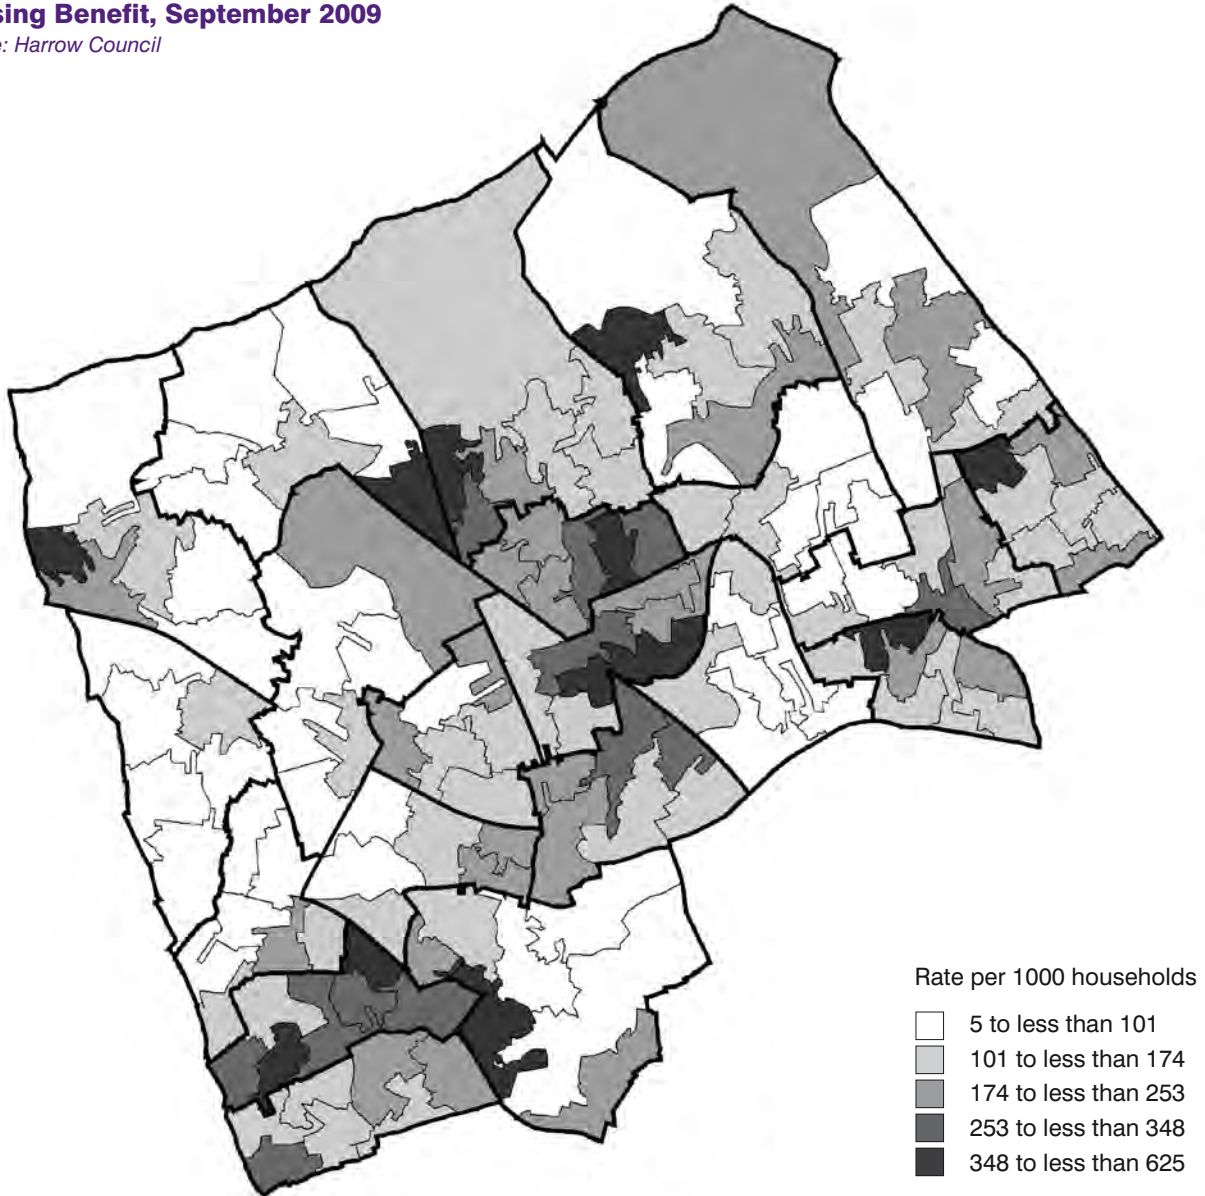 sing Benefit, September 2009
: Harrow Council
Rate per 1000 households
5 to less than 101
101 to less than 174
174 to less than 253
253 to less than 348
348 to less than 625